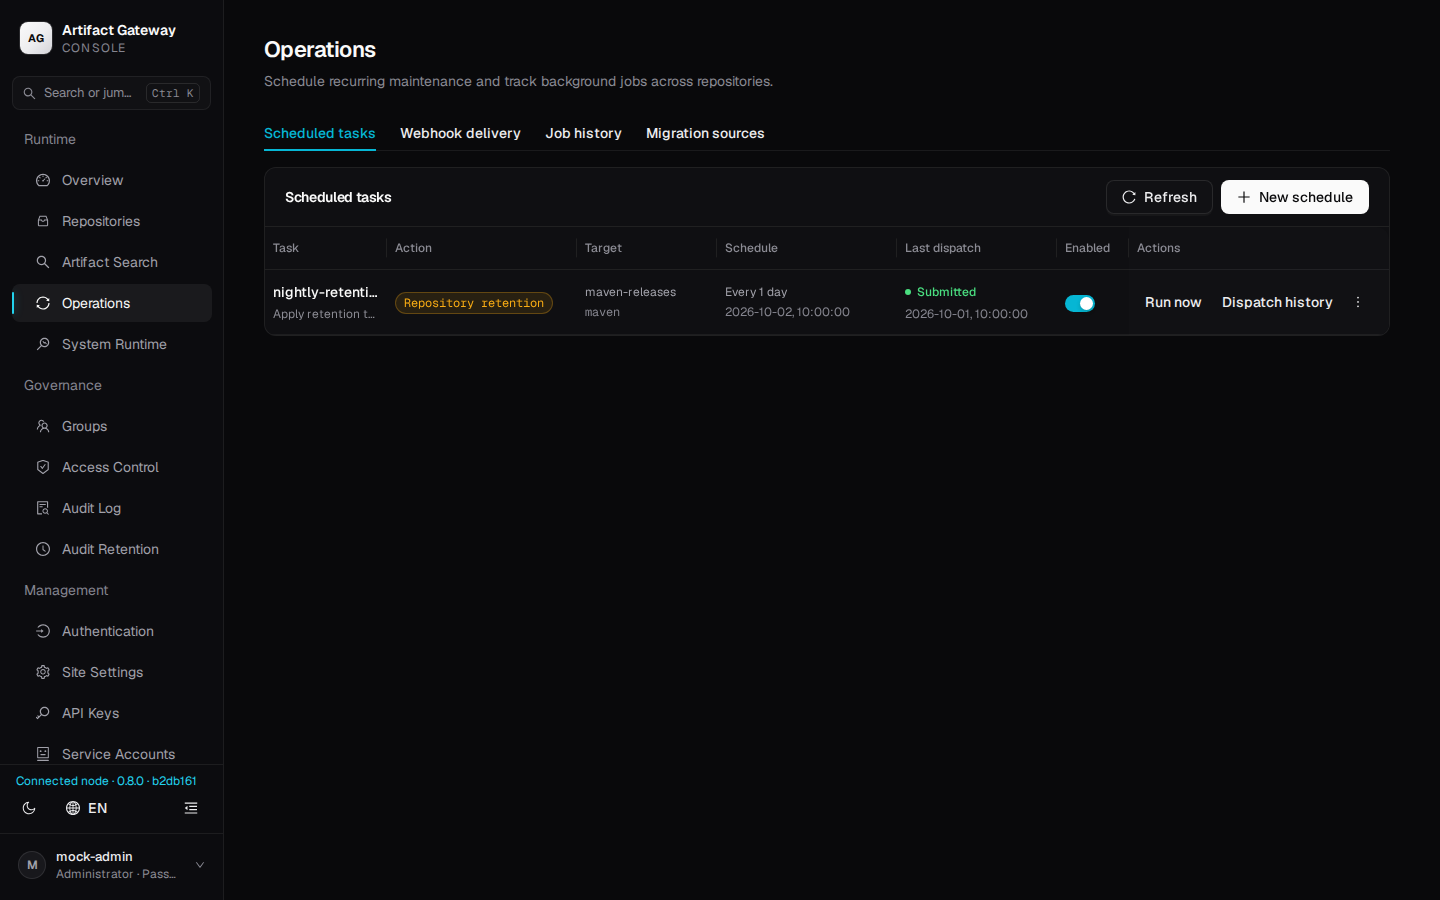 AG
Artifact Gateway
CONSOLE
Search or jum... Ctrl K
Runtime
Overview
Repositories
Artifact Search
Operations
System Runtime
Governance
Groups
Access Control
Audit Log
Audit Retention
Management
Authentication
Site Settings
API Keys
Service Accounts
Connected node · 0.8.0 · b2db161
EN
M
mock-admin
Administrator · Pass...
Operations
Schedule recurring maintenance and track background jobs across repositories.
Scheduled tasks Webhook delivery Job history Migration sources
Scheduled tasks Refresh New schedule
Task Action Target Schedule Last dispatch Enabled Actions
nightly-retenti...
Apply retention t...
Repository retention
maven-releases
maven
Every 1 day
2026-10-02, 10:00:00
Submitted
2026-10-01, 10:00:00
Run now Dispatch history